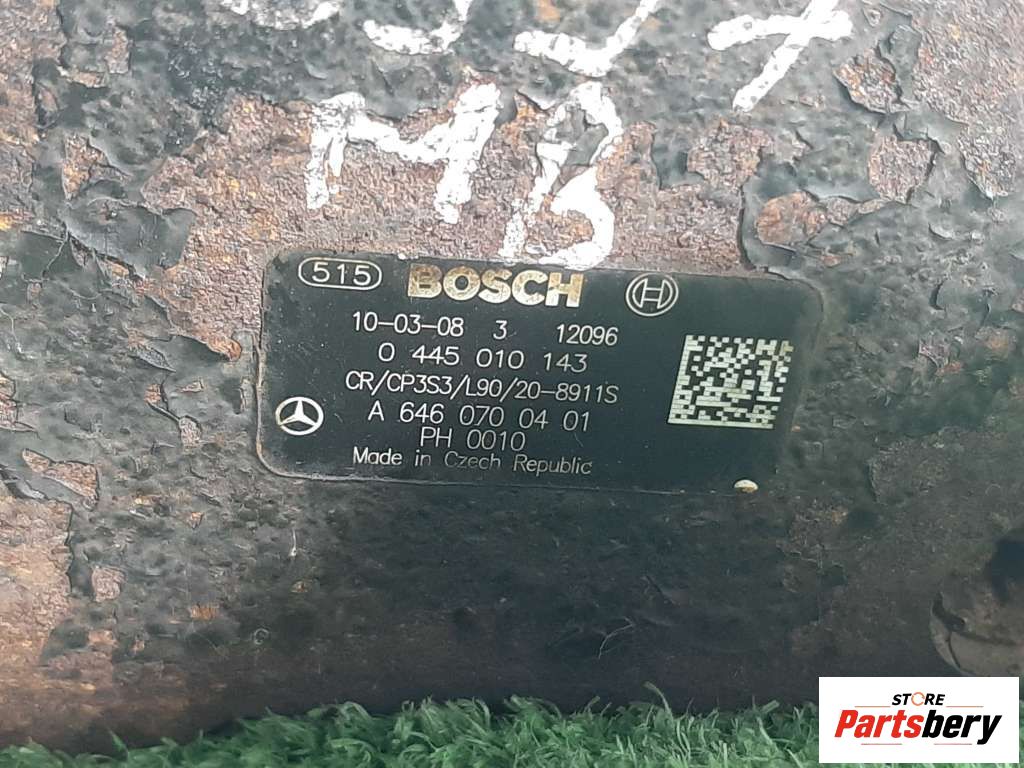 MB
515 BOSCH
10-03-08 3 12096
0 445 010 143
CR/CP3S3/L90/20-8911S
A 646 070 04 01
PH 0010
Made in Czech Republic
STORE
Partsbery